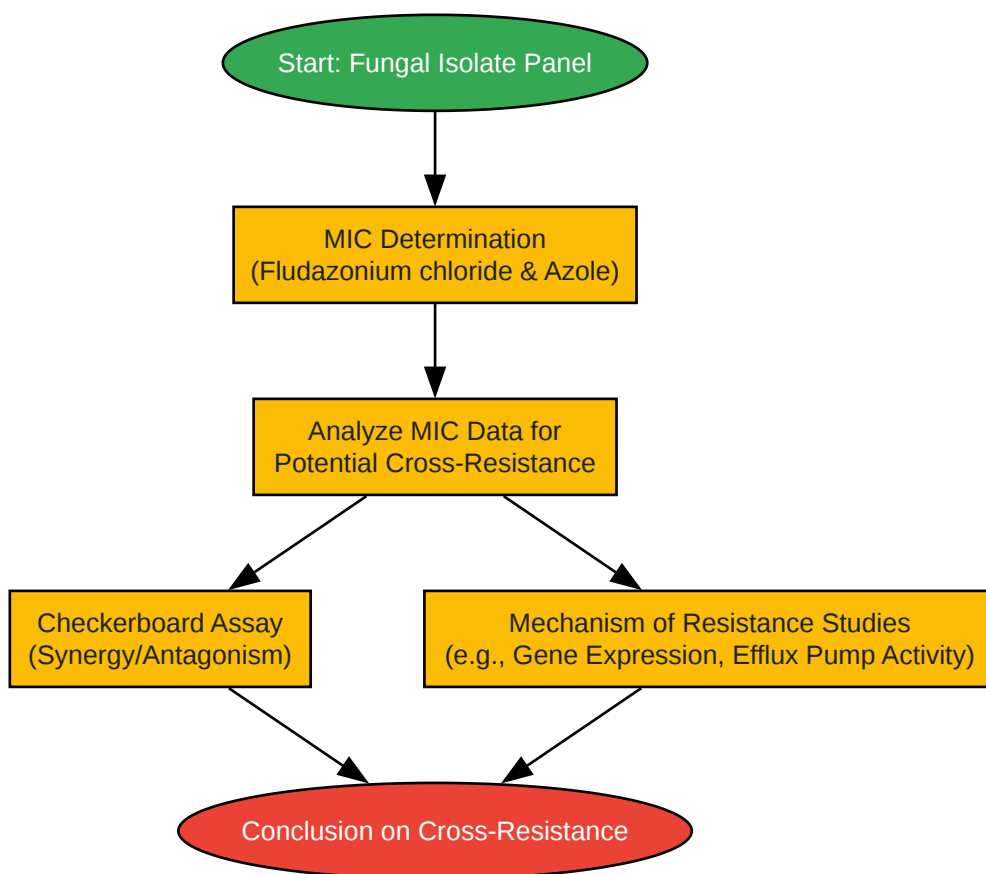 Start: Fungal Isolate Panel
MIC Determination
(Fludazonium chloride & Azole)
Analyze MIC Data for
Potential Cross-Resistance
Checkerboard Assay
(Synergy/Antagonism)
Mechanism of Resistance Studies
(e.g., Gene Expression, Efflux Pump Activity)
Conclusion on Cross-Resistance